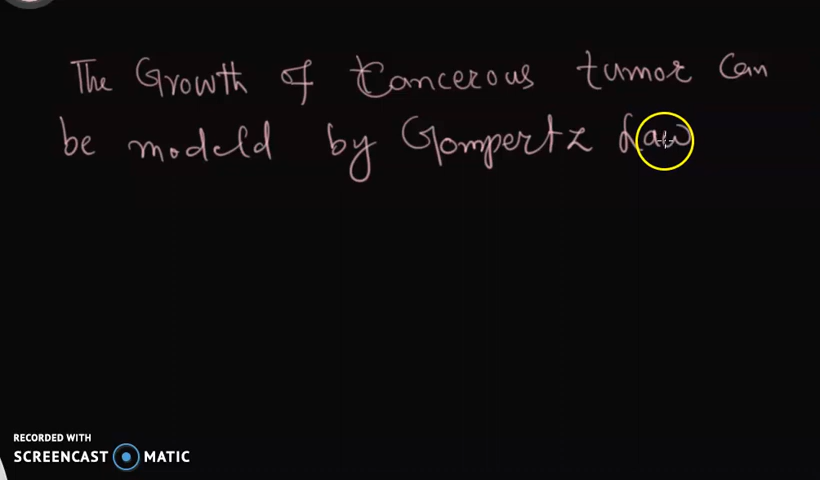 The Growth of Cancerous tumor Can
be modeld by Gompertz Law
RECORDED WITH
SCREENCAST MATIC